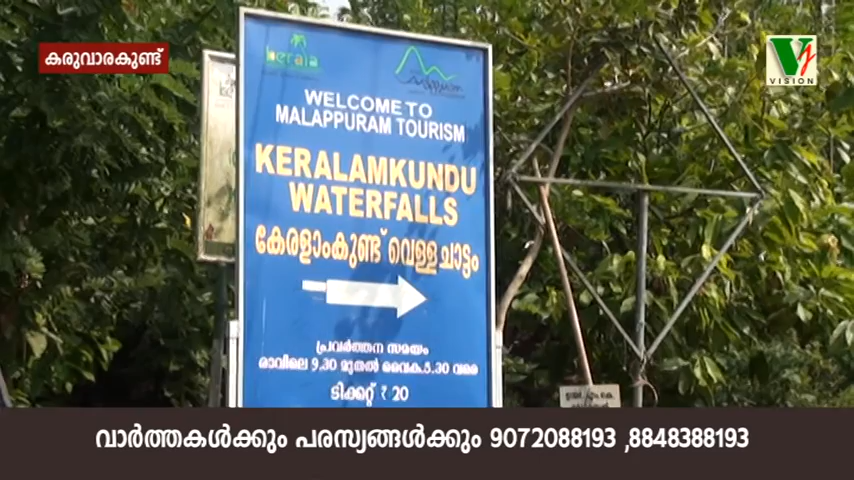 കരുവാരകുണ്ട്
VISION
kerala
WELCOME TO
MALAPPURAM TOURISM
KERALAMKUNDU
WATERFALLS
കേരളാംകുണ്ട് വെള്ളചാട്ടം
പ്രവർത്തന സമയം
രാവിലെ 9.30 മുതൽ വൈക.5.30 വരെ
ടിക്കറ്റ് ₹ 20
വാർത്തകൾക്കും പരസ്യങ്ങൾക്കും 9072088193 ,8848388193